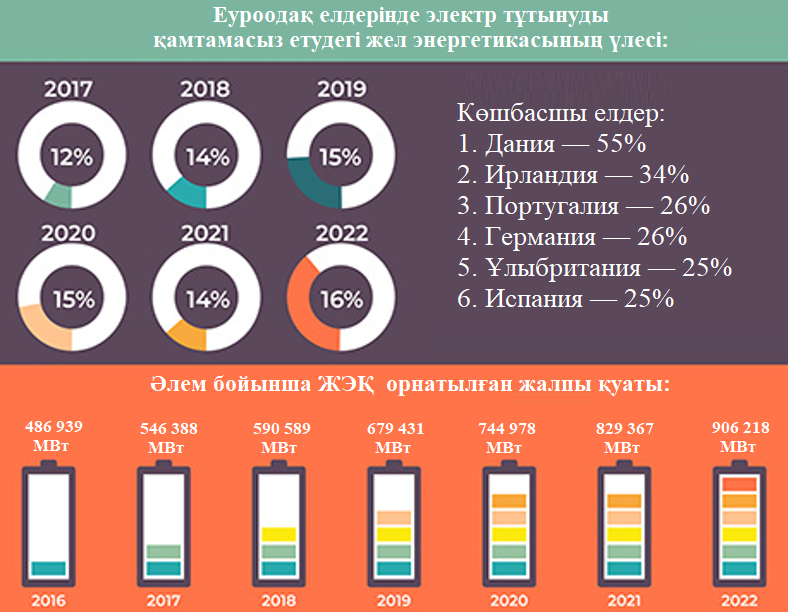 Еуроодақ елдерінде электр тұтынуды
қамтамасыз етудегі жел энергетикасының үлесі:
2017
2018
2019
12%
14%
15%
2020
2021
2022
15%
14%
16%
Көшбасшы елдер:
1. Дания — 55%
2. Ирландия — 34%
3. Португалия — 26%
4. Германия — 26%
5. Ұлыбритания — 25%
6. Испания — 25%
Әлем бойынша ЖЭҚ орнатылған жалпы қуаты:
486 939
МВт
546 388
МВт
590 589
МВт
679 431
МВт
744 978
МВт
829 367
МВт
906 218
МВт
2016
2017
2018
2019
2020
2021
2022